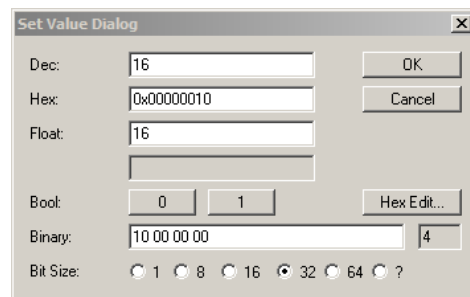 Set Value Dialog
Dec: 16 OK
Hex: 0x00000010 Cancel
Float: 16
Bool: 0 1 Hex Edit...
Binary: 10 00 00 00 4
Bit Size: 1 8 16 32 64 ?